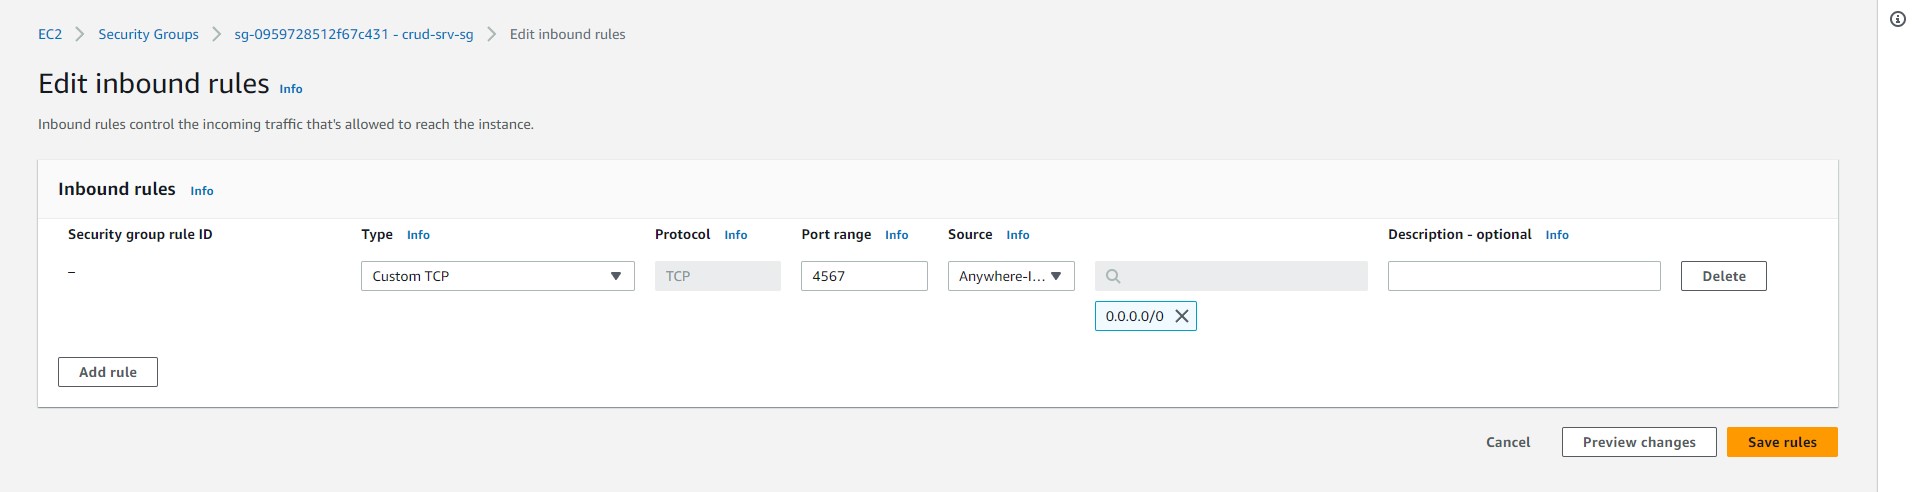 EC2 > Security Groups > sg-0959728512f67c431 - crud-srv-sg > Edit inbound rules
Edit inbound rules Info
Inbound rules control the incoming traffic that's allowed to reach the instance.
Inbound rules Info
Security group rule ID Type Info Protocol Info Port range Info Source Info Description - optional Info
– Custom TCP TCP 4567 Anywhere-I... Delete
0.0.0.0/0
Add rule
Cancel Preview changes Save rules